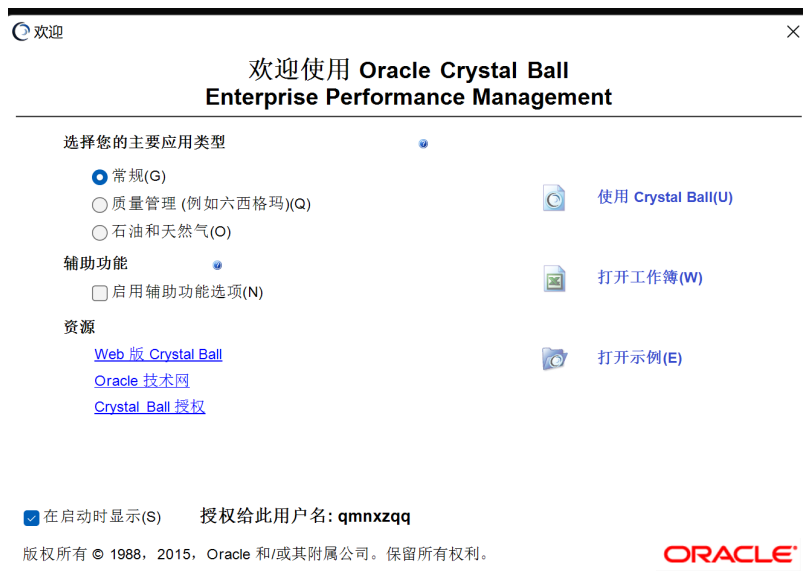 欢迎
欢迎使用 Oracle Crystal Ball
Enterprise Performance Management
选择您的主要应用类型
常规(G)
质量管理 (例如六西格玛)(Q)
石油和天然气(O)
辅助功能
启用辅助功能选项(N)
资源
Web 版 Crystal Ball
Oracle 技术网
Crystal Ball 授权
使用 Crystal Ball(U)
打开工作簿(W)
打开示例(E)
在启动时显示(S)
授权给此用户名: qmnxzqq
版权所有 © 1988，2015，Oracle 和/或其附属公司。保留所有权利。
ORACLE